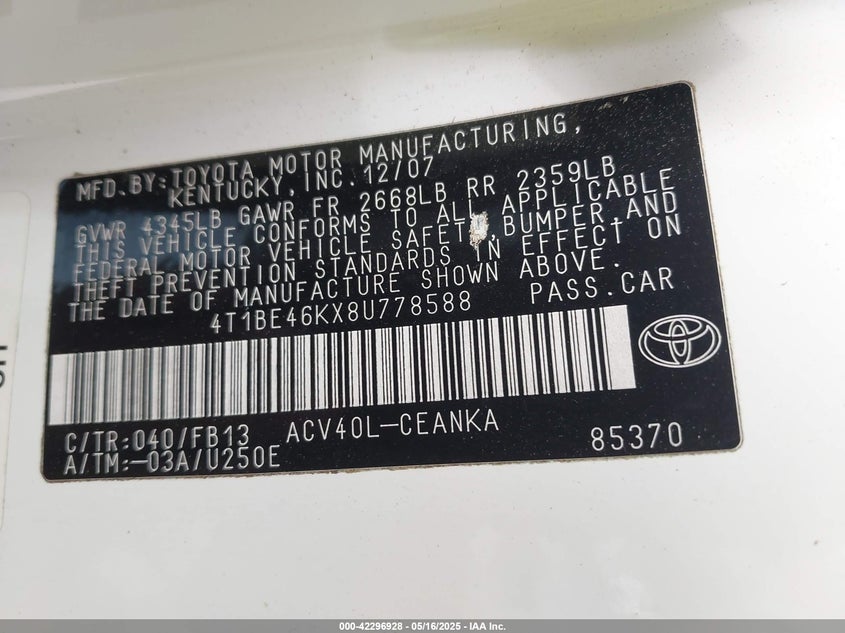 MFD. BY: TOYOTA MOTOR MANUFACTURING,
KENTUCKY, INC. 12/07
GVWR 4345LB GAWR FR 2668LB RR 2359LB
THIS VEHICLE CONFORMS TO ALL APPLICABLE
FEDERAL MOTOR VEHICLE SAFETY, BUMPER, AND
THEFT PREVENTION STANDARDS IN EFFECT ON
THE DATE OF MANUFACTURE SHOWN ABOVE.
4T1BE46KX8U778588 PASS.CAR
C/TR:040/FB13 ACV40L-CEANKA
A/TM:-03A/U250E 85370
000-42296928 - 05/16/2025 - IAA Inc.